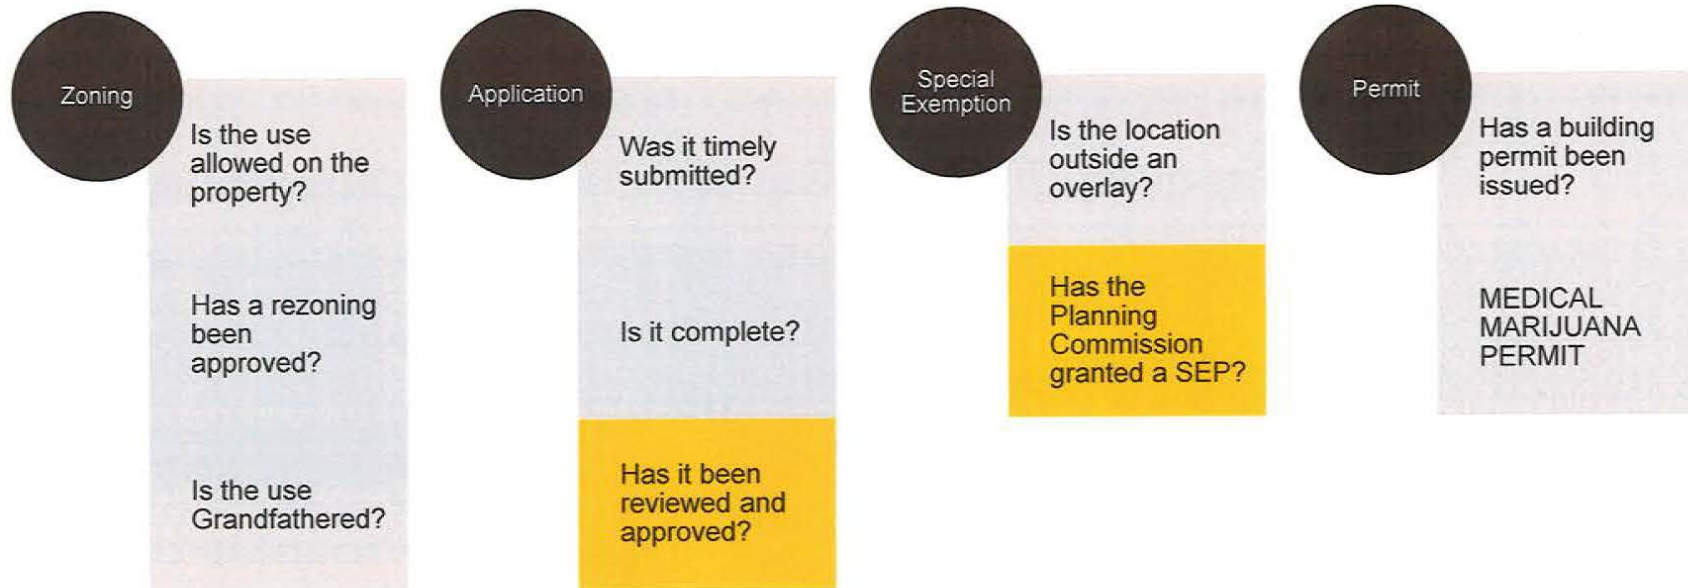 Zoning
Is the use
allowed on the
property?
Has a rezoning
been
approved?
Is the use
Grandfathered?
Application
Was it timely
submitted?
Is it complete?
Has it been
reviewed and
approved?
Special
Exemption
Is the location
outside an
overlay?
Has the
Planning
Commission
granted a SEP?
Permit
Has a building
permit been
issued?
MEDICAL
MARIJUANA
PERMIT